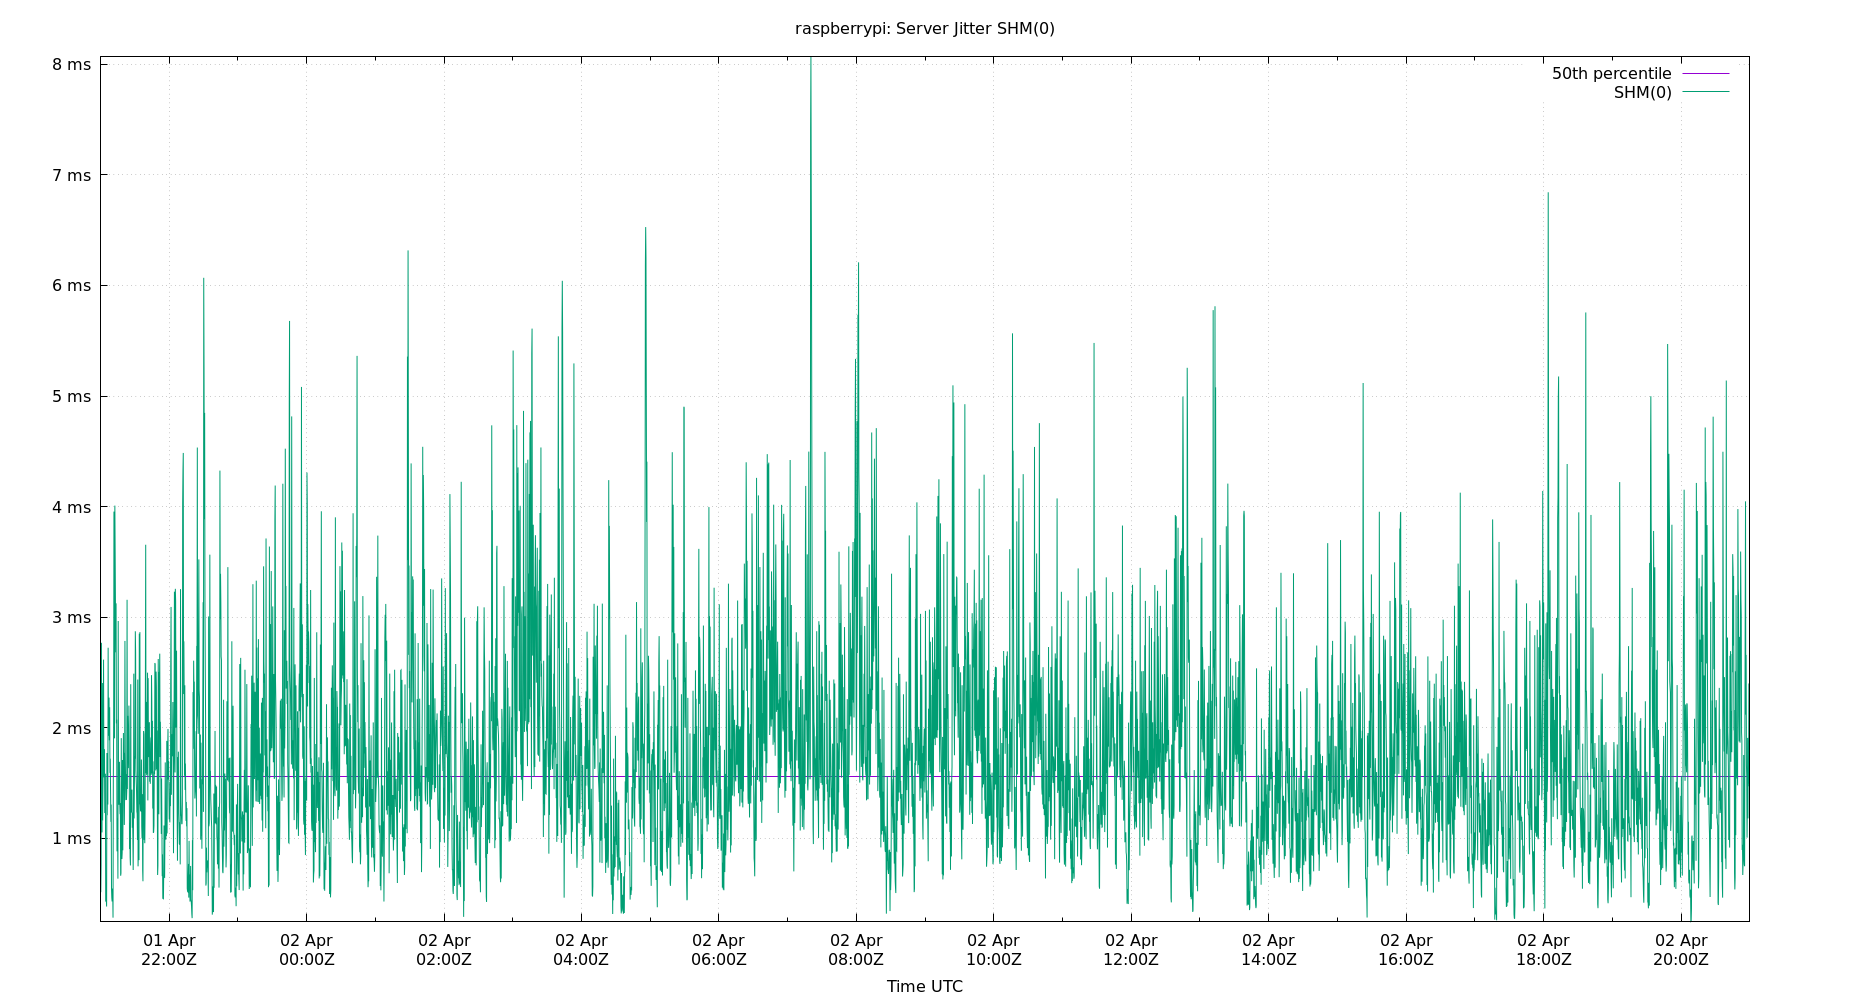 raspberrypi: Server Jitter SHM(0)
8 ms
7 ms
6 ms
5 ms
4 ms
3 ms
2 ms
1 ms
50th percentile
SHM(0)
01 Apr 02 Apr 02 Apr 02 Apr 02 Apr 02 Apr 02 Apr 02 Apr 02 Apr 02 Apr 02 Apr 02 Apr
22:00Z 00:00Z 02:00Z 04:00Z 06:00Z 08:00Z 10:00Z 12:00Z 14:00Z 16:00Z 18:00Z 20:00Z
Time UTC